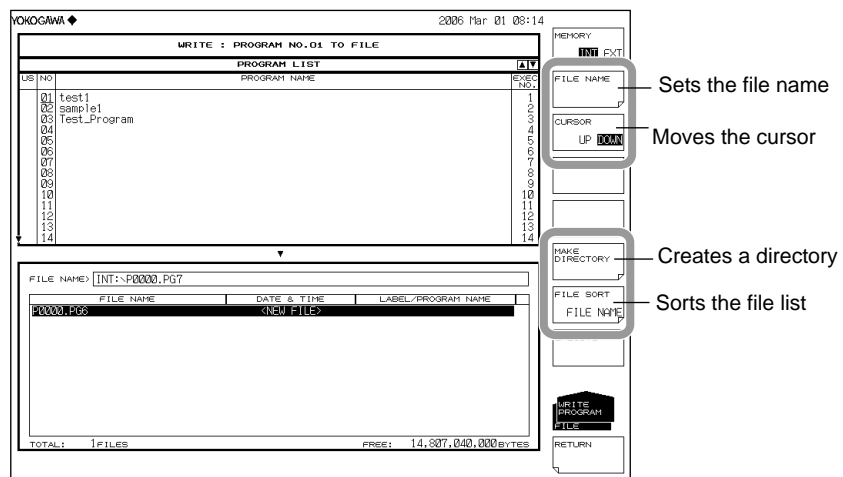 YOKOGAWA ◆ 2006 Mar 01 08:14
WRITE : PROGRAM NO.01 TO FILE
PROGRAM LIST ▲▼
US NO PROGRAM NAME EXEC NO.
01 test1 1
02 sample1 2
03 Test_Program 3
04 4
05 5
06 6
07 7
08 8
09 9
10 10
11 11
12 12
13 13
14 14
▼
FILE NAME> INT:\P0000.PG7
FILE NAME DATE & TIME LABEL/PROGRAM NAME
P0000.PG6 <NEW FILE>
TOTAL: 1FILES FREE: 14,807,040,000BYTES
MEMORY
INT EXT
FILE NAME
Sets the file name
CURSOR
UP DOWN
Moves the cursor
MAKE
DIRECTORY
Creates a directory
FILE SORT
FILE NAME
Sorts the file list
WRITE
PROGRAM
FILE
RETURN